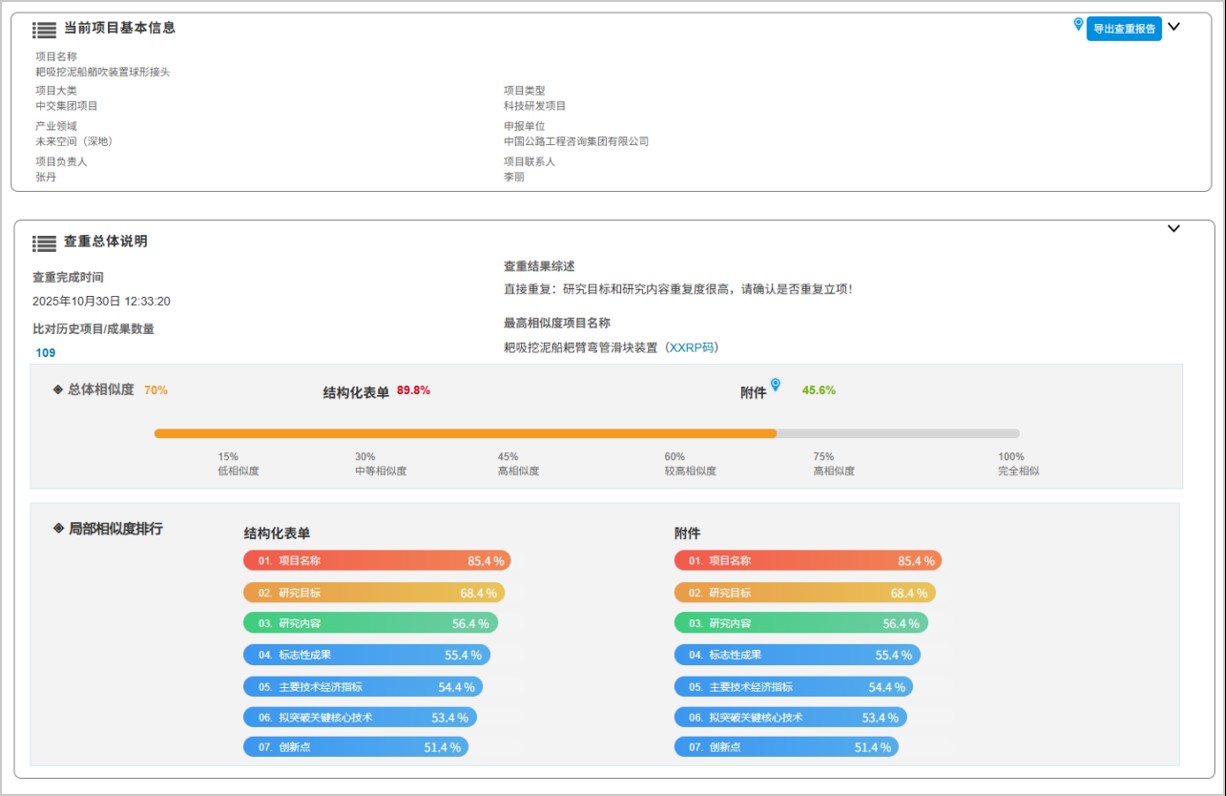 当前项目基本信息
导出查重报告
项目名称
耙吸挖泥船艏吹装置球形接头
项目大类
项目类型
中交集团项目
科技研发项目
产业领域
申报单位
未来空间（深地）
中国公路工程咨询集团有限公司
项目负责人
项目联系人
张丹
李丽
查重总体说明
查重完成时间
查重结果综述
2025年10月30日 12:33:20
直接重复：研究目标和研究内容重复度很高，请确认是否重复立项！
比对历史项目/成果数量
最高相似度项目名称
109
耙吸挖泥船耙臂弯管滑块装置（XXRP码）
◈ 总体相似度 70% 结构化表单 89.8% 附件 45.6%
15% 30% 45% 60% 75% 100%
低相似度 中等相似度 高相似度 较高相似度 高相似度 完全相似
◈ 局部相似度排行
结构化表单
01. 项目名称 85.4 %
02. 研究目标 68.4 %
03. 研究内容 56.4 %
04. 标志性成果 55.4 %
05. 主要技术经济指标 54.4 %
06. 拟突破关键核心技术 53.4 %
07. 创新点 51.4 %
附件
01. 项目名称 85.4 %
02. 研究目标 68.4 %
03. 研究内容 56.4 %
04. 标志性成果 55.4 %
05. 主要技术经济指标 54.4 %
06. 拟突破关键核心技术 53.4 %
07. 创新点 51.4 %